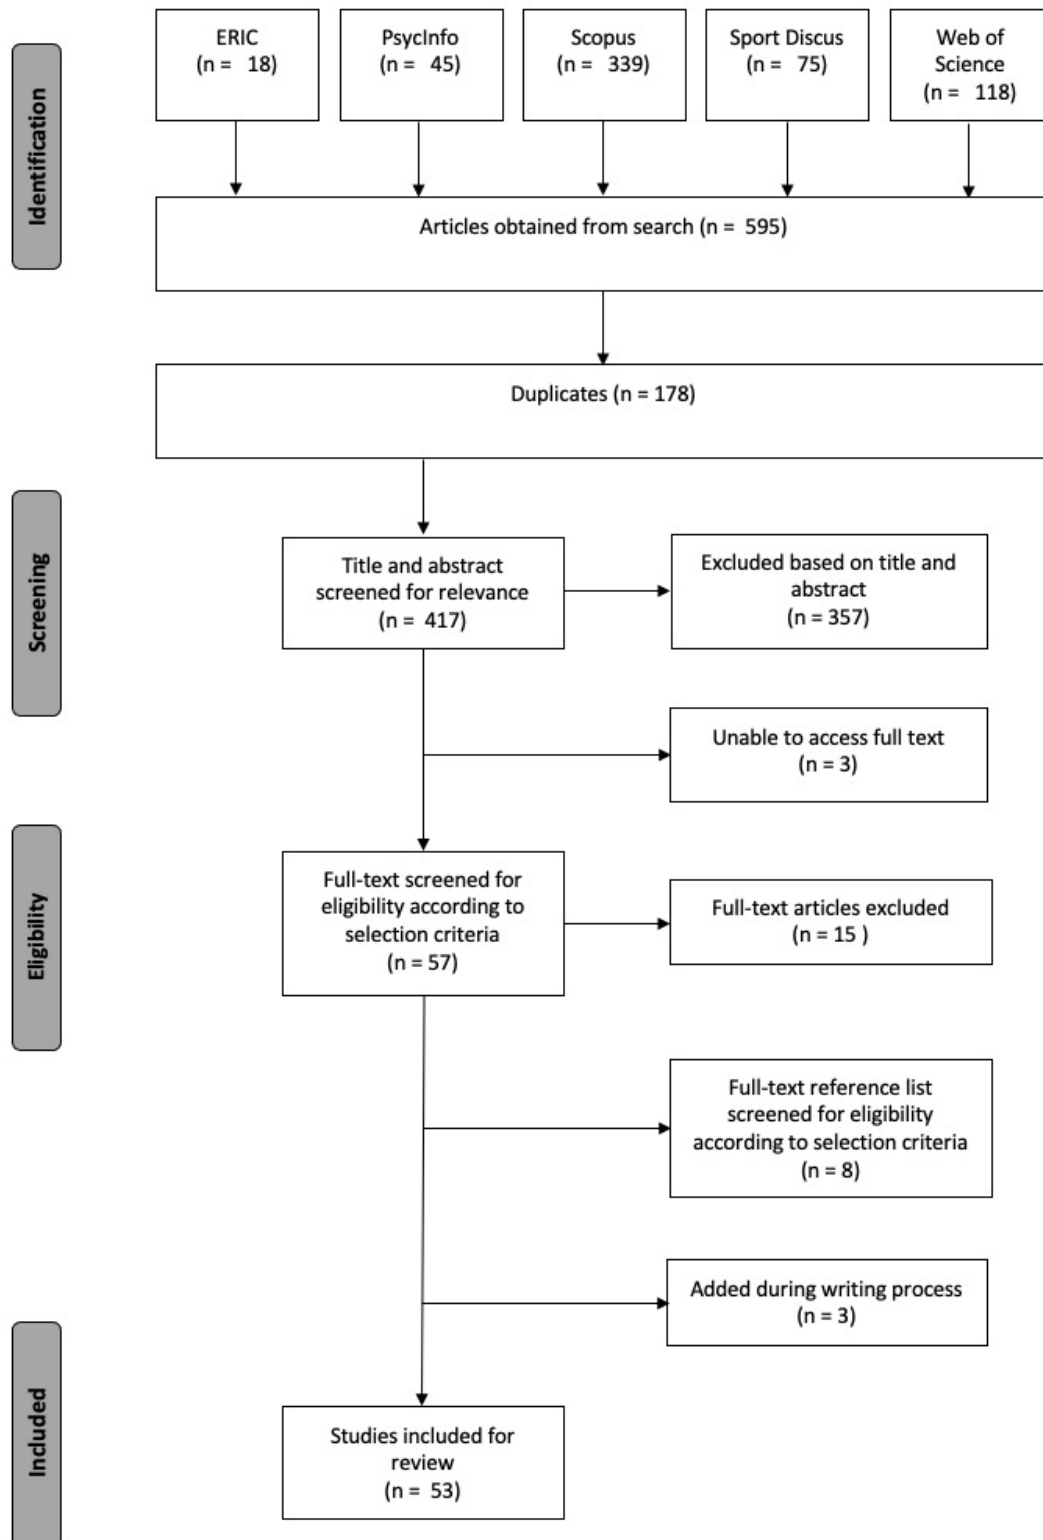 ERIC
(n = 18)
PsycInfo
(n = 45)
Scopus
(n = 339)
Sport Discus
(n = 75)
Web of
Science
(n = 118)
Identification
Articles obtained from search (n = 595)
Duplicates (n = 178)
Screening
Title and abstract
screened for relevance
(n = 417)
Excluded based on title and
abstract
(n = 357)
Unable to access full text
(n = 3)
Eligibility
Full-text screened for
eligibility according to
selection criteria
(n = 57)
Full-text articles excluded
(n = 15 )
Full-text reference list
screened for eligibility
according to selection criteria
(n = 8)
Added during writing process
(n = 3)
Included
Studies included for
review
(n = 53)